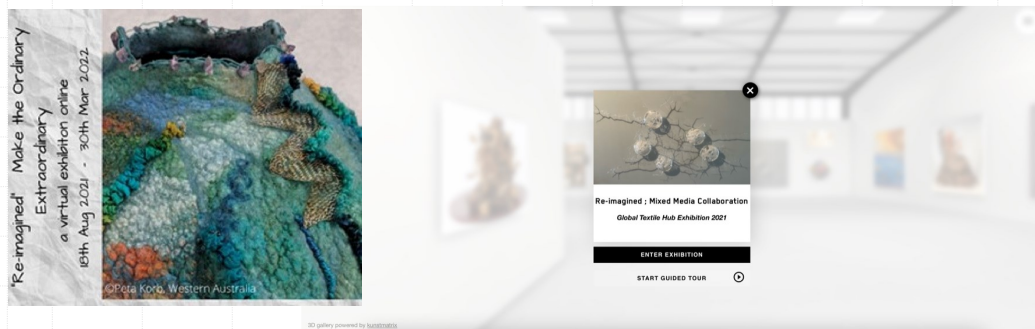 "Re-imagined" Make the Ordinary
Extraordinary
a virtual exhibition online
18th Aug 2021 - 30th Mar 2022
©Peta Korb, Western Australia
Re-imagined ; Mixed Media Collaboration
Global Textile Hub Exhibition 2021
ENTER EXHIBITION
START GUIDED TOUR
3D gallery powered by kunstmatrix